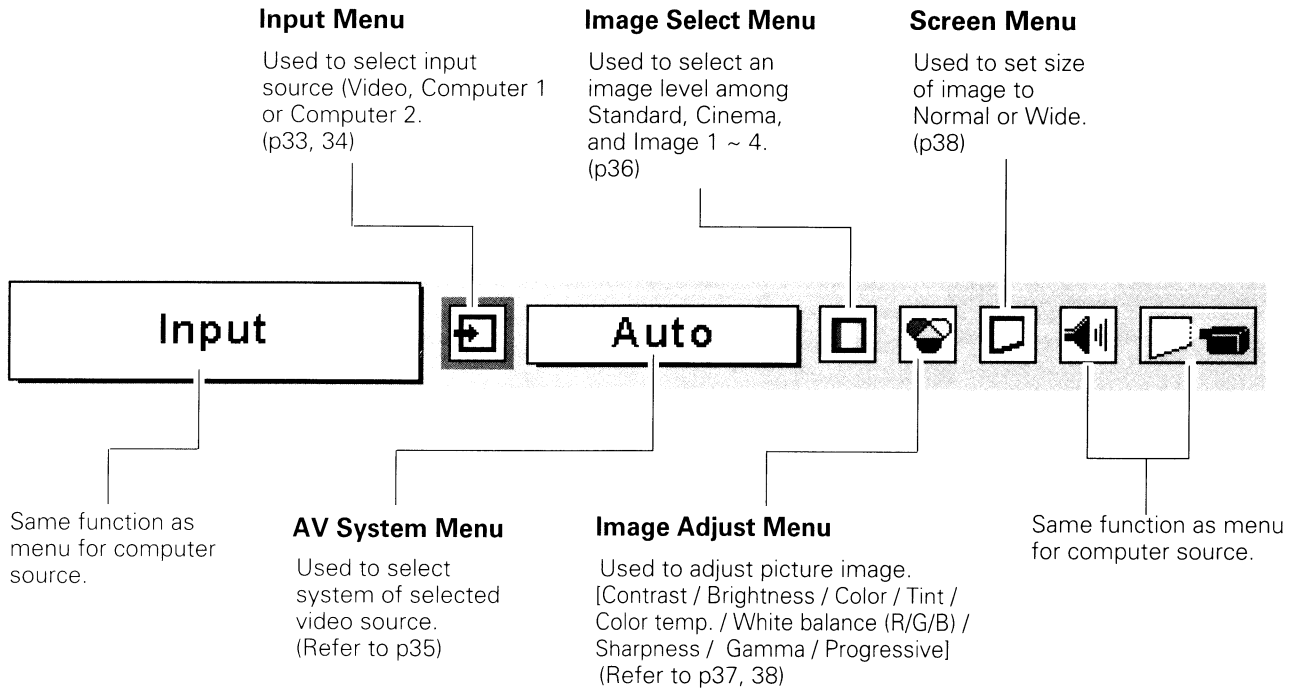 Input Menu
Used to select input
source (Video, Computer 1
or Computer 2.
(p33, 34)
Image Select Menu
Used to select an
image level among
Standard, Cinema,
and Image 1 ~ 4.
(p36)
Screen Menu
Used to set size
of image to
Normal or Wide.
(p38)
Input
Auto
Same function as
menu for computer
source.
AV System Menu
Used to select
system of selected
video source.
(Refer to p35)
Image Adjust Menu
Used to adjust picture image.
[Contrast / Brightness / Color / Tint /
Color temp. / White balance (R/G/B) /
Sharpness / Gamma / Progressive]
(Refer to p37, 38)
Same function as menu
for computer source.